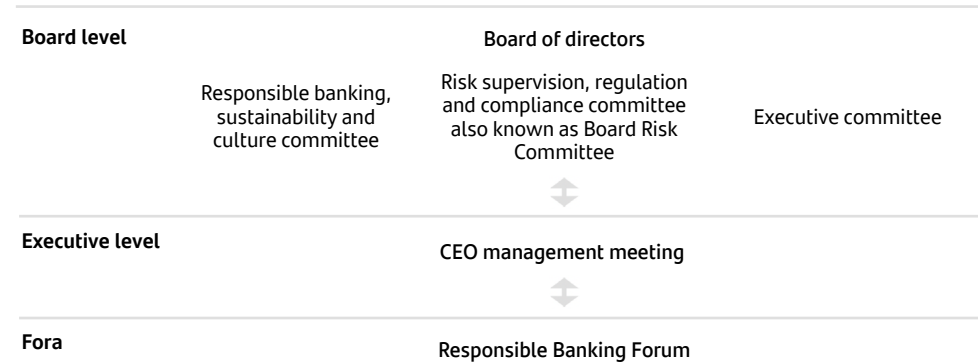 Board level
Board of directors
Responsible banking,
sustainability and
culture committee
Risk supervision, regulation
and compliance committee
also known as Board Risk
Committee
Executive committee
Executive level
CEO management meeting
Fora
Responsible Banking Forum